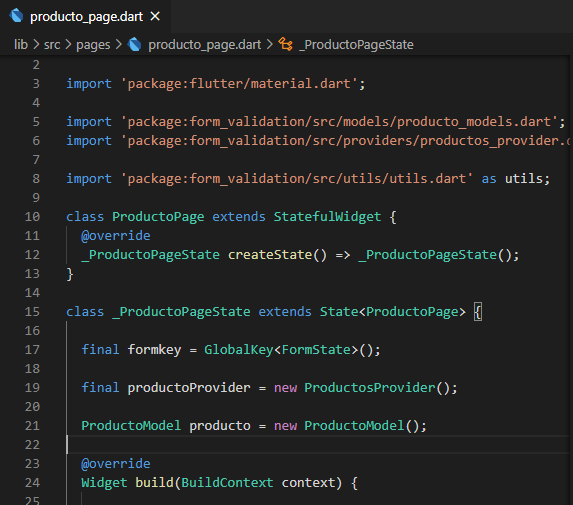 producto_page.dart ×
lib > src > pages > producto_page.dart > _ProductoPageState
2
3 import 'package:flutter/material.dart';
4
5 import 'package:form_validation/src/models/producto_models.dart';
6 import 'package:form_validation/src/providers/productos_provider.
7
8 import 'package:form_validation/src/utils/utils.dart' as utils;
9
10 class ProductoPage extends StatefulWidget {
11 @override
12 _ProductoPageState createState() => _ProductoPageState();
13 }
14
15 class _ProductoPageState extends State<ProductoPage> {
16
17 final formkey = GlobalKey<FormState>();
18
19 final productoProvider = new ProductosProvider();
20
21 ProductoModel producto = new ProductoModel();
22
23 @override
24 Widget build(BuildContext context) {
25